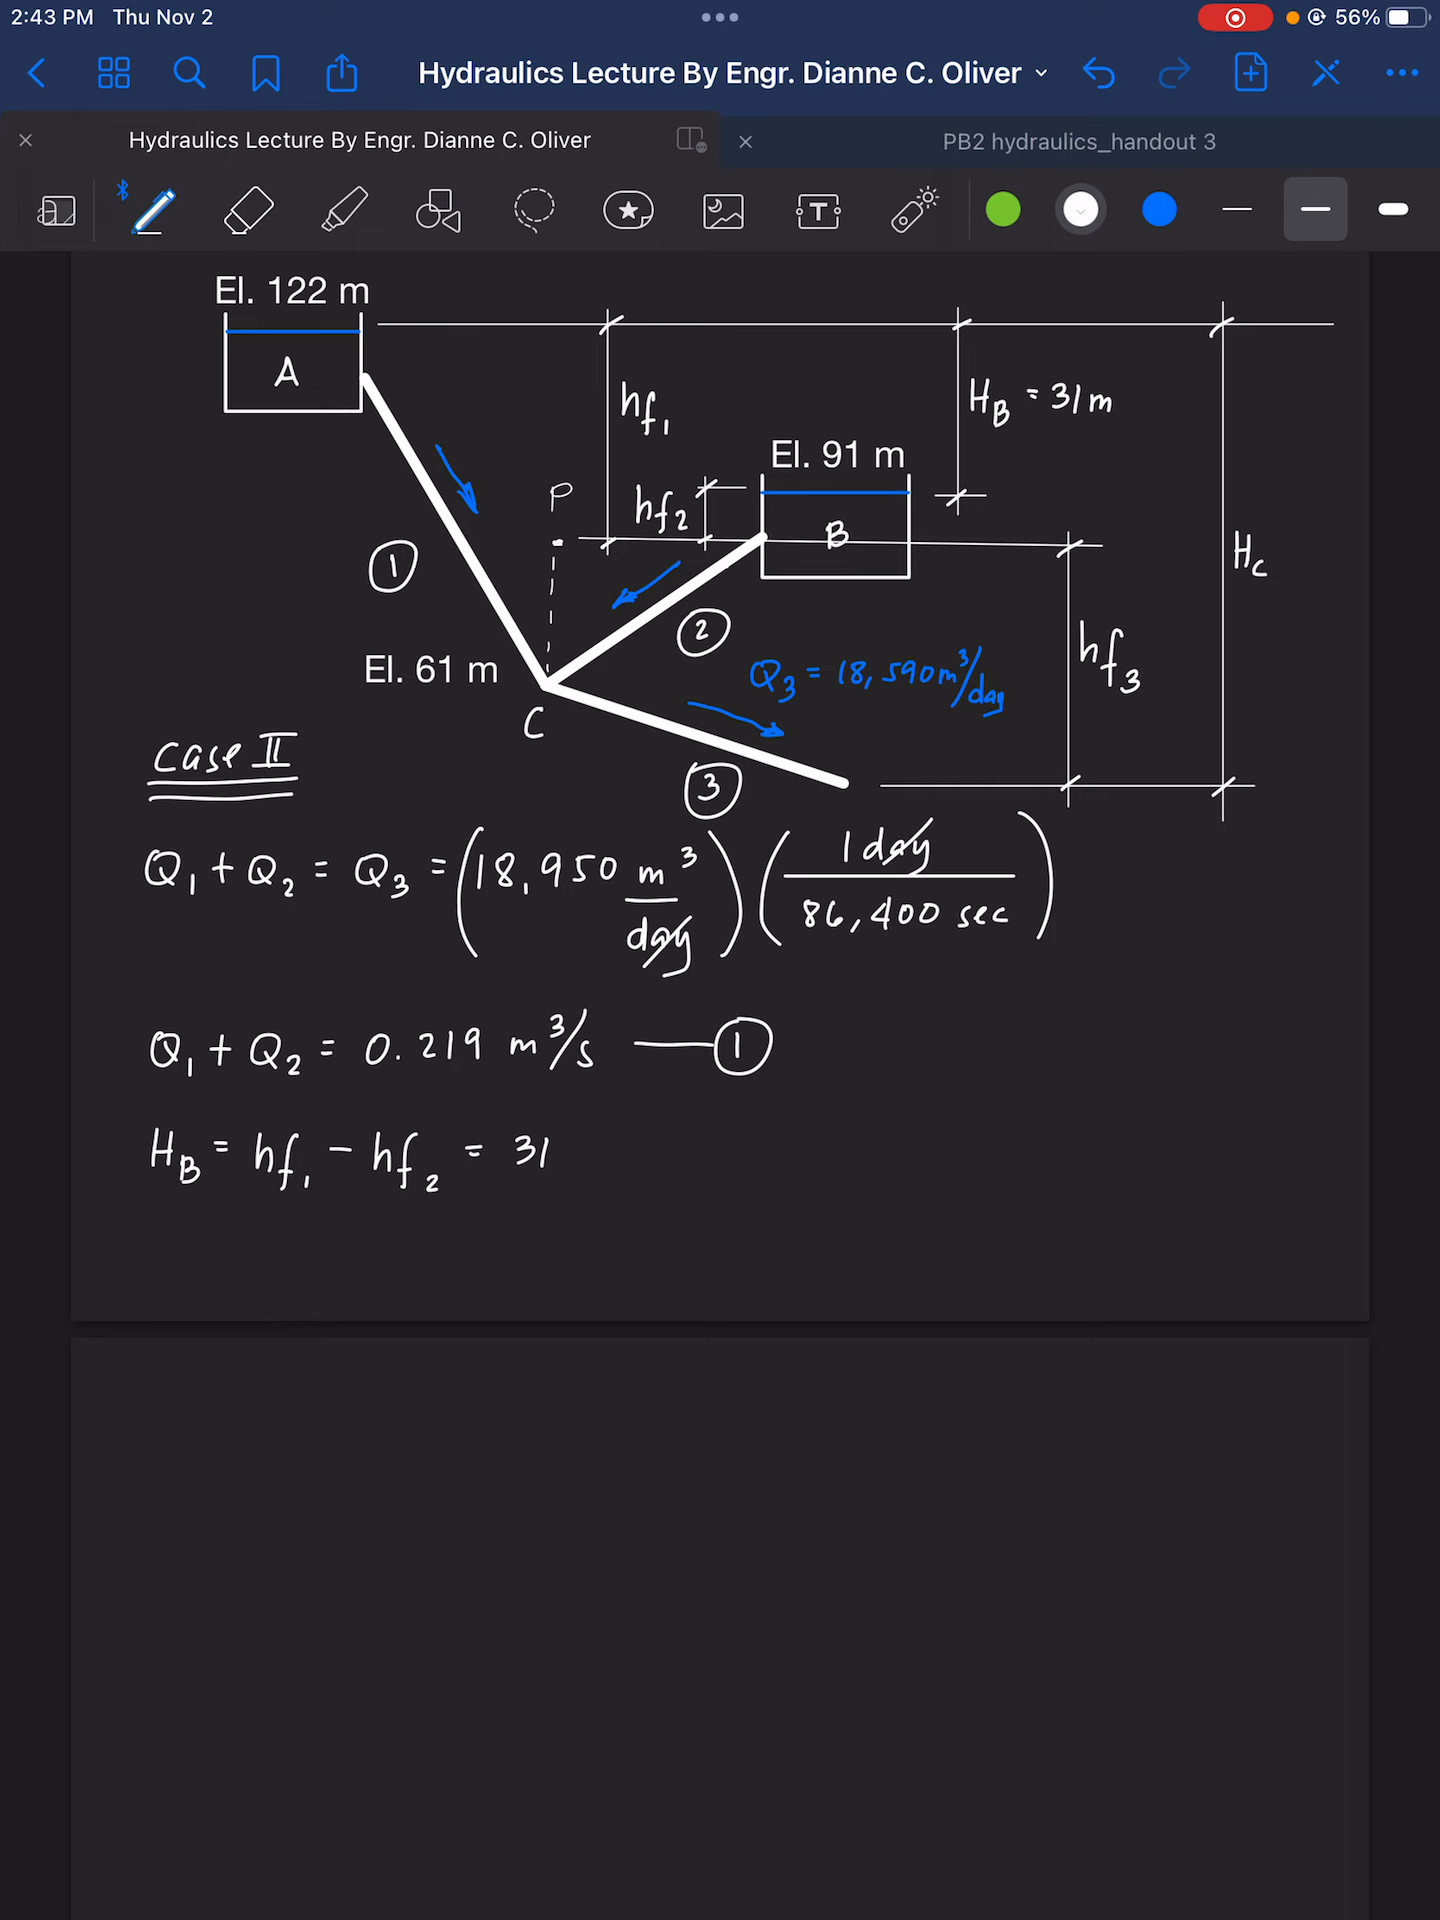 2:43 PM Thu Nov 2
56%
Hydraulics Lecture By Engr. Dianne C. Oliver
Hydraulics Lecture By Engr. Dianne C. Oliver
PB2 hydraulics_handout 3
El. 122 m
A
hf₁
H_B = 31 m
El. 91 m
P
hf₂
B
H_C
1
2
El. 61 m
Q₃ = 18,590 m³/day
hf₃
C
Case II
3
Q₁ + Q₂ = Q₃ = (18,950 m³/day) (1 day/86,400 sec)
Q₁ + Q₂ = 0.219 m³/s — 1
H_B = hf₁ - hf₂ = 31